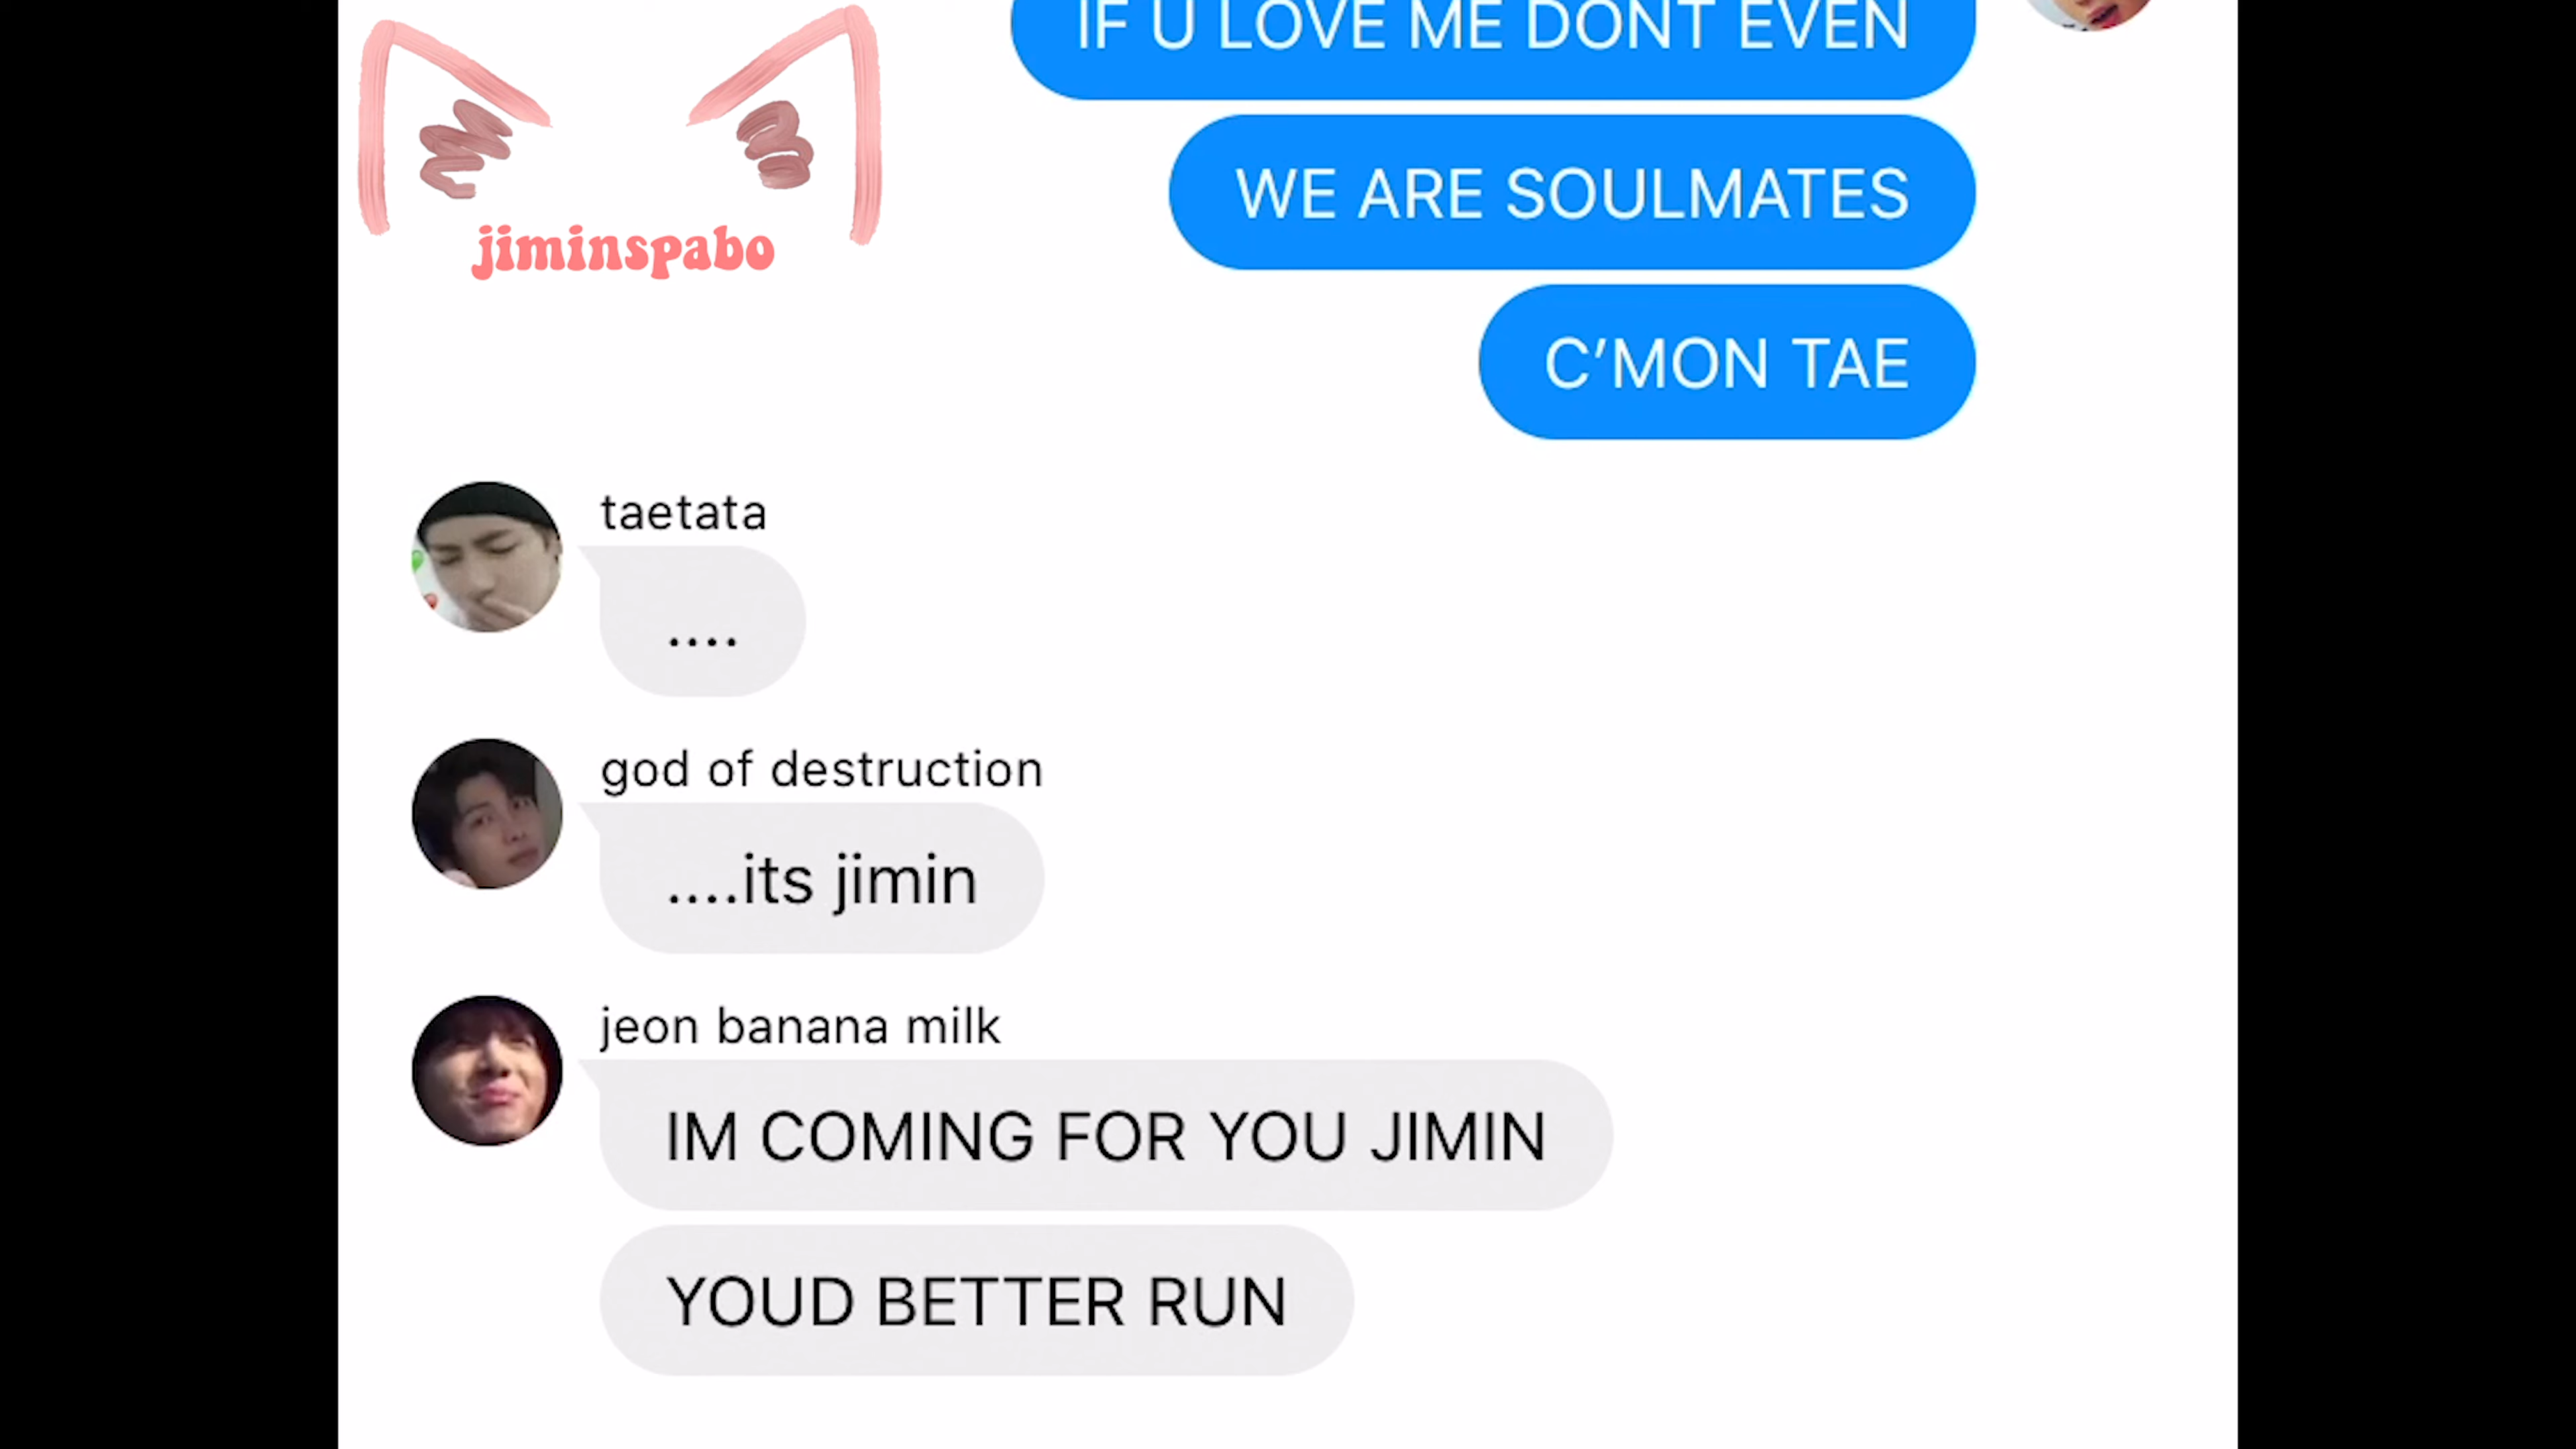 IF U LOVE ME DONT EVEN
jiminspabo
WE ARE SOULMATES
C'MON TAE
taetata
....
god of destruction
....its jimin
jeon banana milk
IM COMING FOR YOU JIMIN
YOUD BETTER RUN